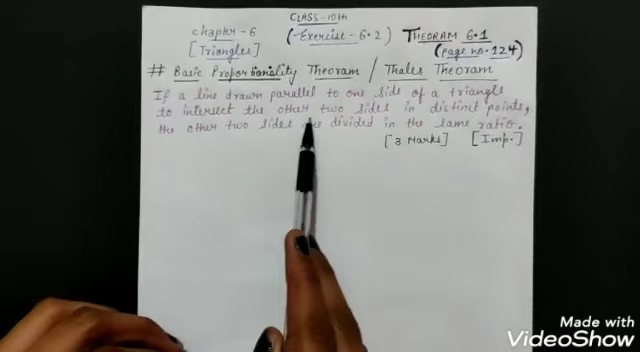 CLASS-10th
Chapter - 6 (Exercise - 6.2) THEORAM 6.1
[Triangles] (page no. 124)
## Basic Proportionality Theoram / Thales Theoram
If a line drawn parallel to one side of a triangle
to intersect the other two sides in distinct points,
the other two sides divided in the same ratio.
[3 Marks] [Imp.]
Made with
VideoShow